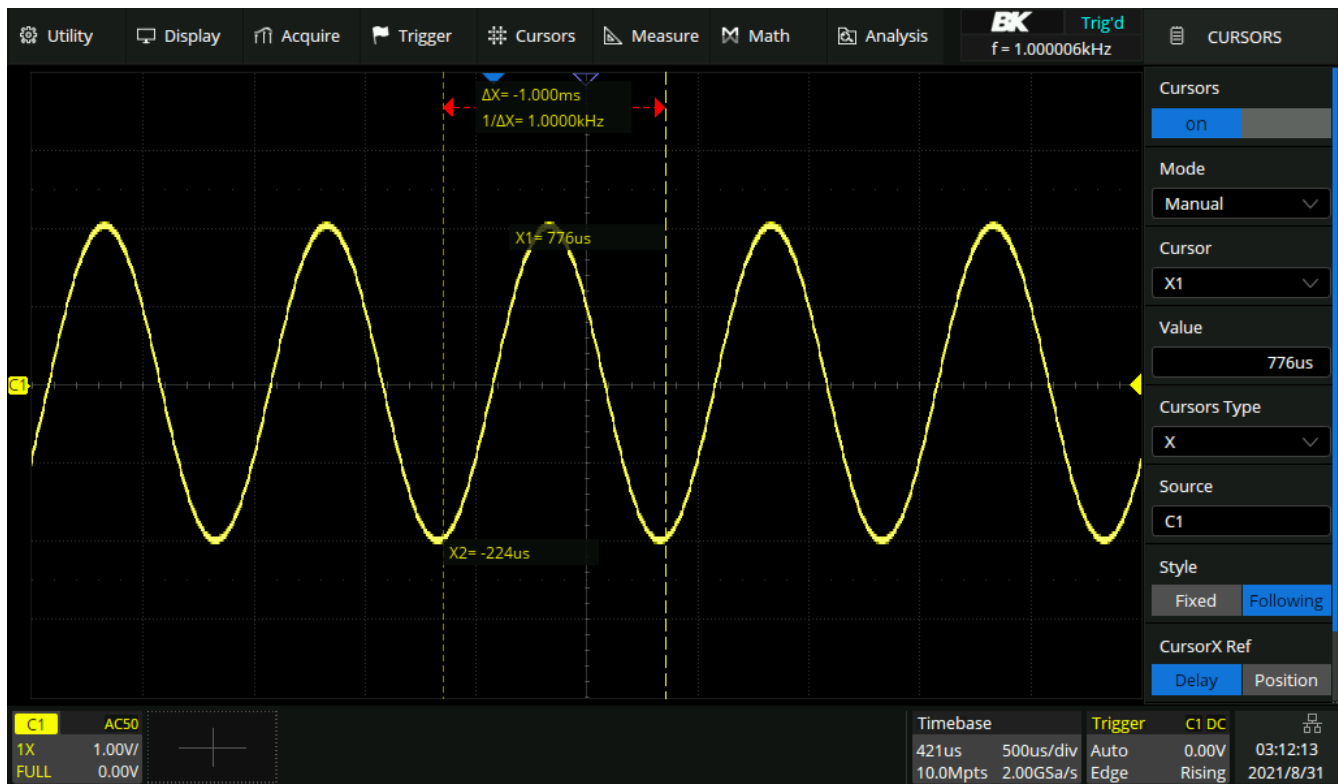 Utility Display Acquire Trigger Cursors Measure Math Analysis
BK Trig'd
f = 1.000006kHz
CURSORS
ΔX= -1.000ms
1/ΔX= 1.0000kHz
X1= 776us
X2= -224us
C1
Cursors
on
Mode
Manual
Cursor
X1
Value
776us
Cursors Type
X
Source
C1
Style
Fixed Following
CursorX Ref
Delay Position
C1 AC50
1X 1.00V/
FULL 0.00V
Timebase
421us 500us/div
10.0Mpts 2.00GSa/s
Trigger C1 DC
Auto 0.00V
Edge Rising
03:12:13
2021/8/31